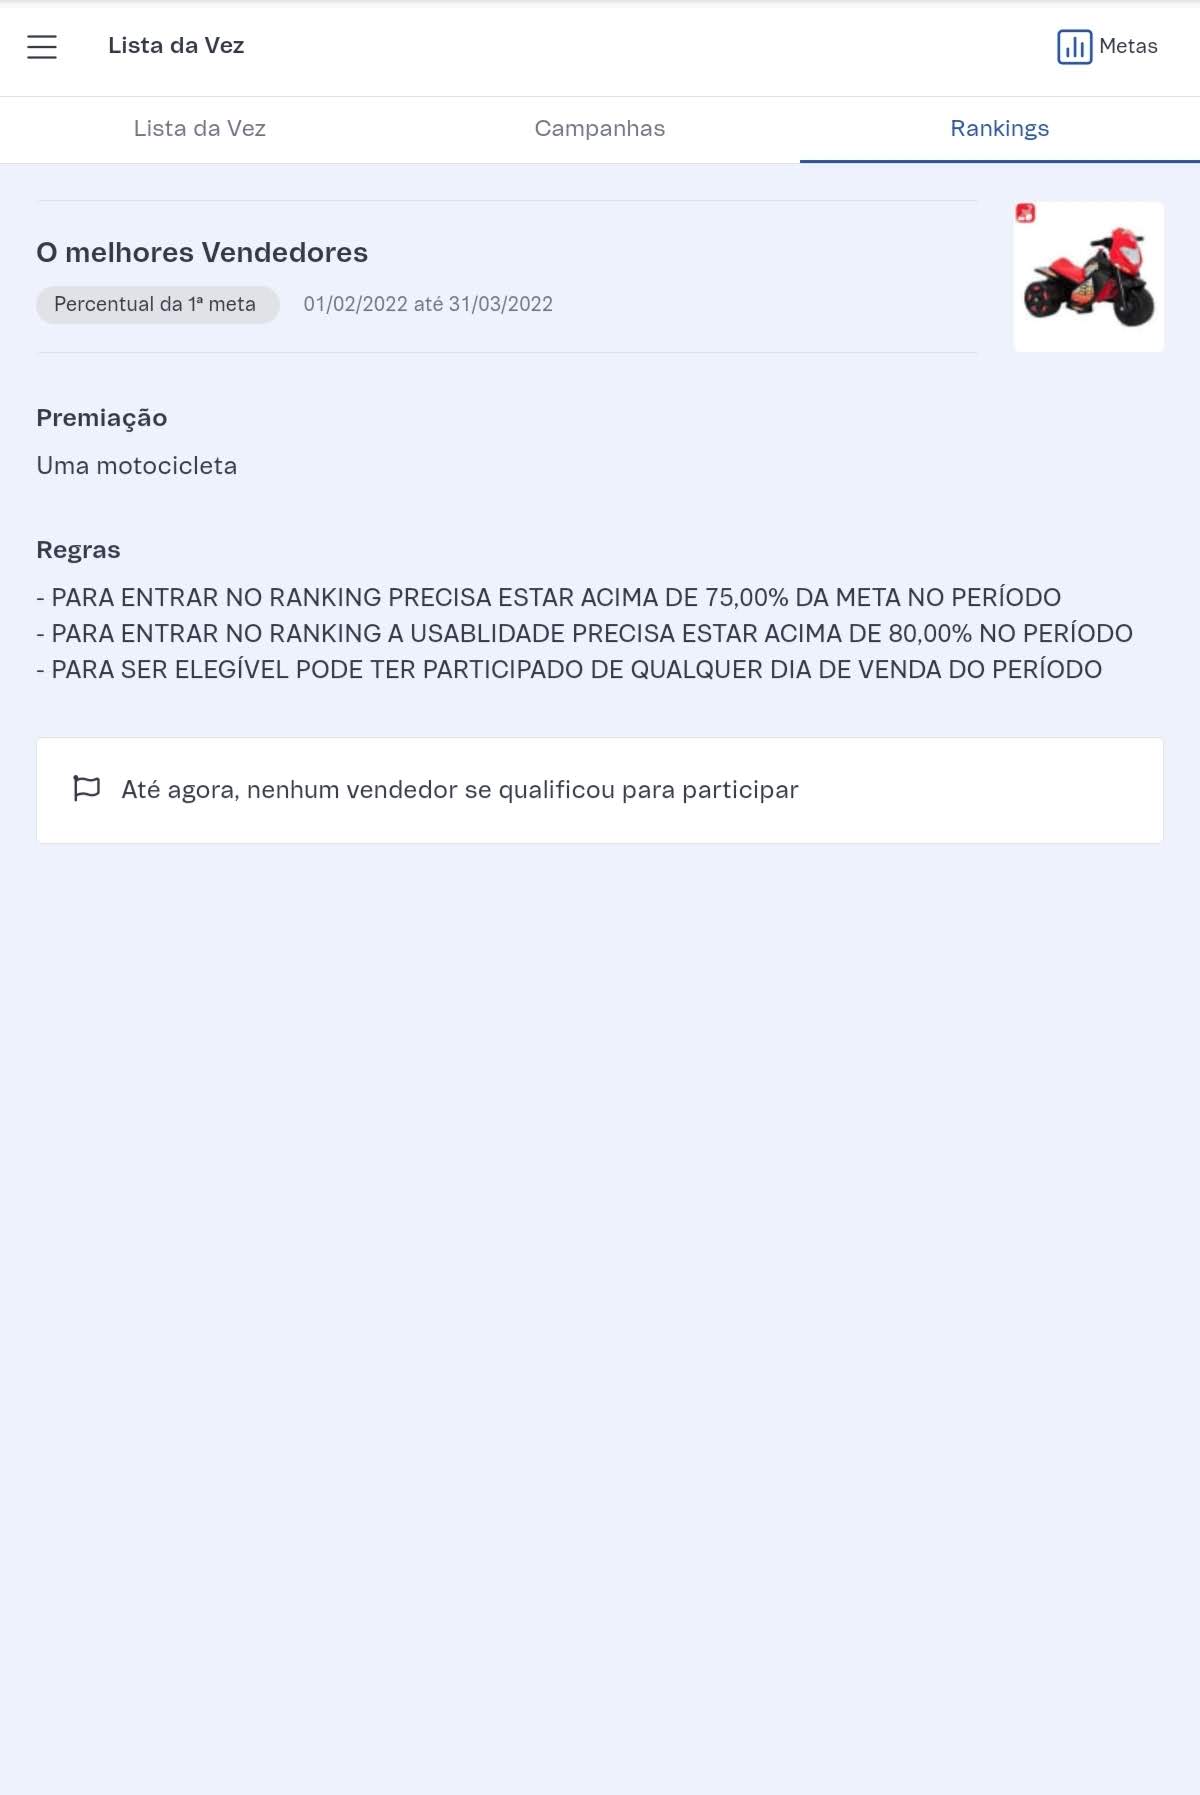 Lista da Vez
Metas
Lista da Vez
Campanhas
Rankings
O melhores Vendedores
Percentual da 1ª meta
01/02/2022 até 31/03/2022
Premiação
Uma motocicleta
Regras
- PARA ENTRAR NO RANKING PRECISA ESTAR ACIMA DE 75,00% DA META NO PERÍODO
- PARA ENTRAR NO RANKING A USABLIDADE PRECISA ESTAR ACIMA DE 80,00% NO PERÍODO
- PARA SER ELEGÍVEL PODE TER PARTICIPADO DE QUALQUER DIA DE VENDA DO PERÍODO
Até agora, nenhum vendedor se qualificou para participar